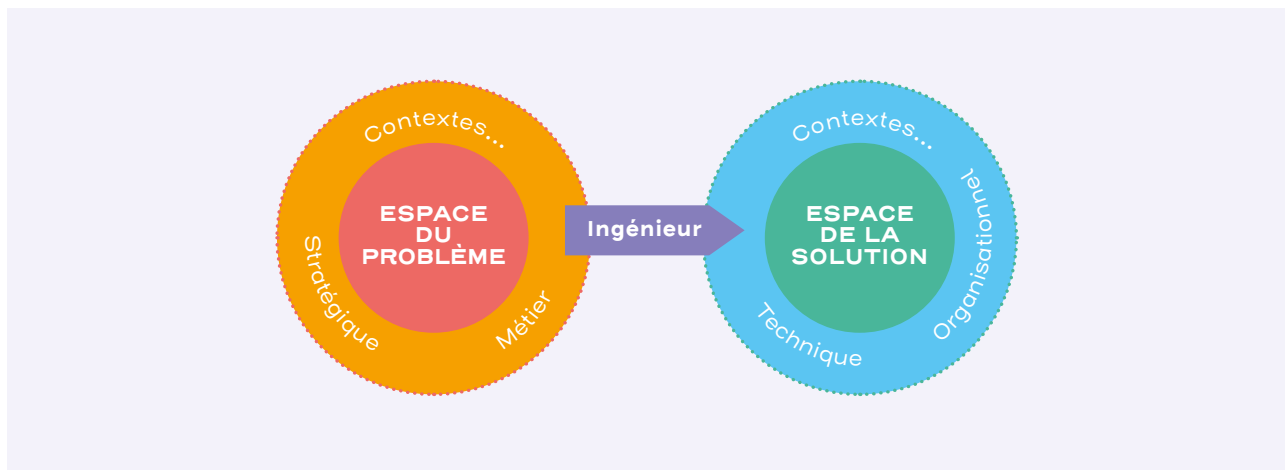 Contextes...
ESPACE
DU
PROBLÈME
Stratégique
Métier
Ingénieur
Contextes...
ESPACE
DE LA
SOLUTION
Organisationnel
Technique